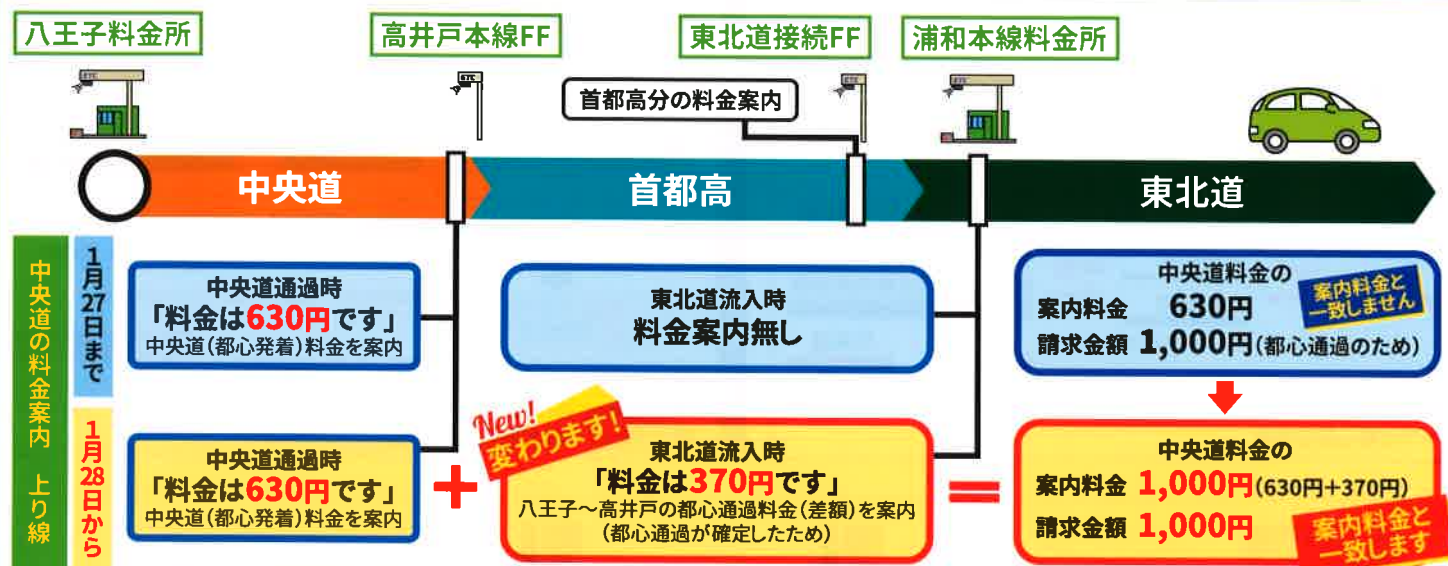 八王子料金所
高井戸本線FF
東北道接続FF
浦和本線料金所
ETC
ETC
ETC
ETC
首都高分の料金案内
中央道
首都高
東北道
中央道の料金案内 上り線
1月27日まで
中央道通過時
「料金は630円です」
中央道(都心発着)料金を案内
東北道流入時
料金案内無し
中央道料金の
案内料金 630円
案内料金と
一致しません
請求金額 1,000円(都心通過のため)
1月28日から
中央道通過時
「料金は630円です」
中央道(都心発着)料金を案内
+
New!
変わります!
東北道流入時
「料金は370円です」
八王子~高井戸の都心通過料金(差額)を案内
(都心通過が確定したため)
=
中央道料金の
案内料金 1,000円(630円+370円)
請求金額 1,000円
案内料金と
一致します